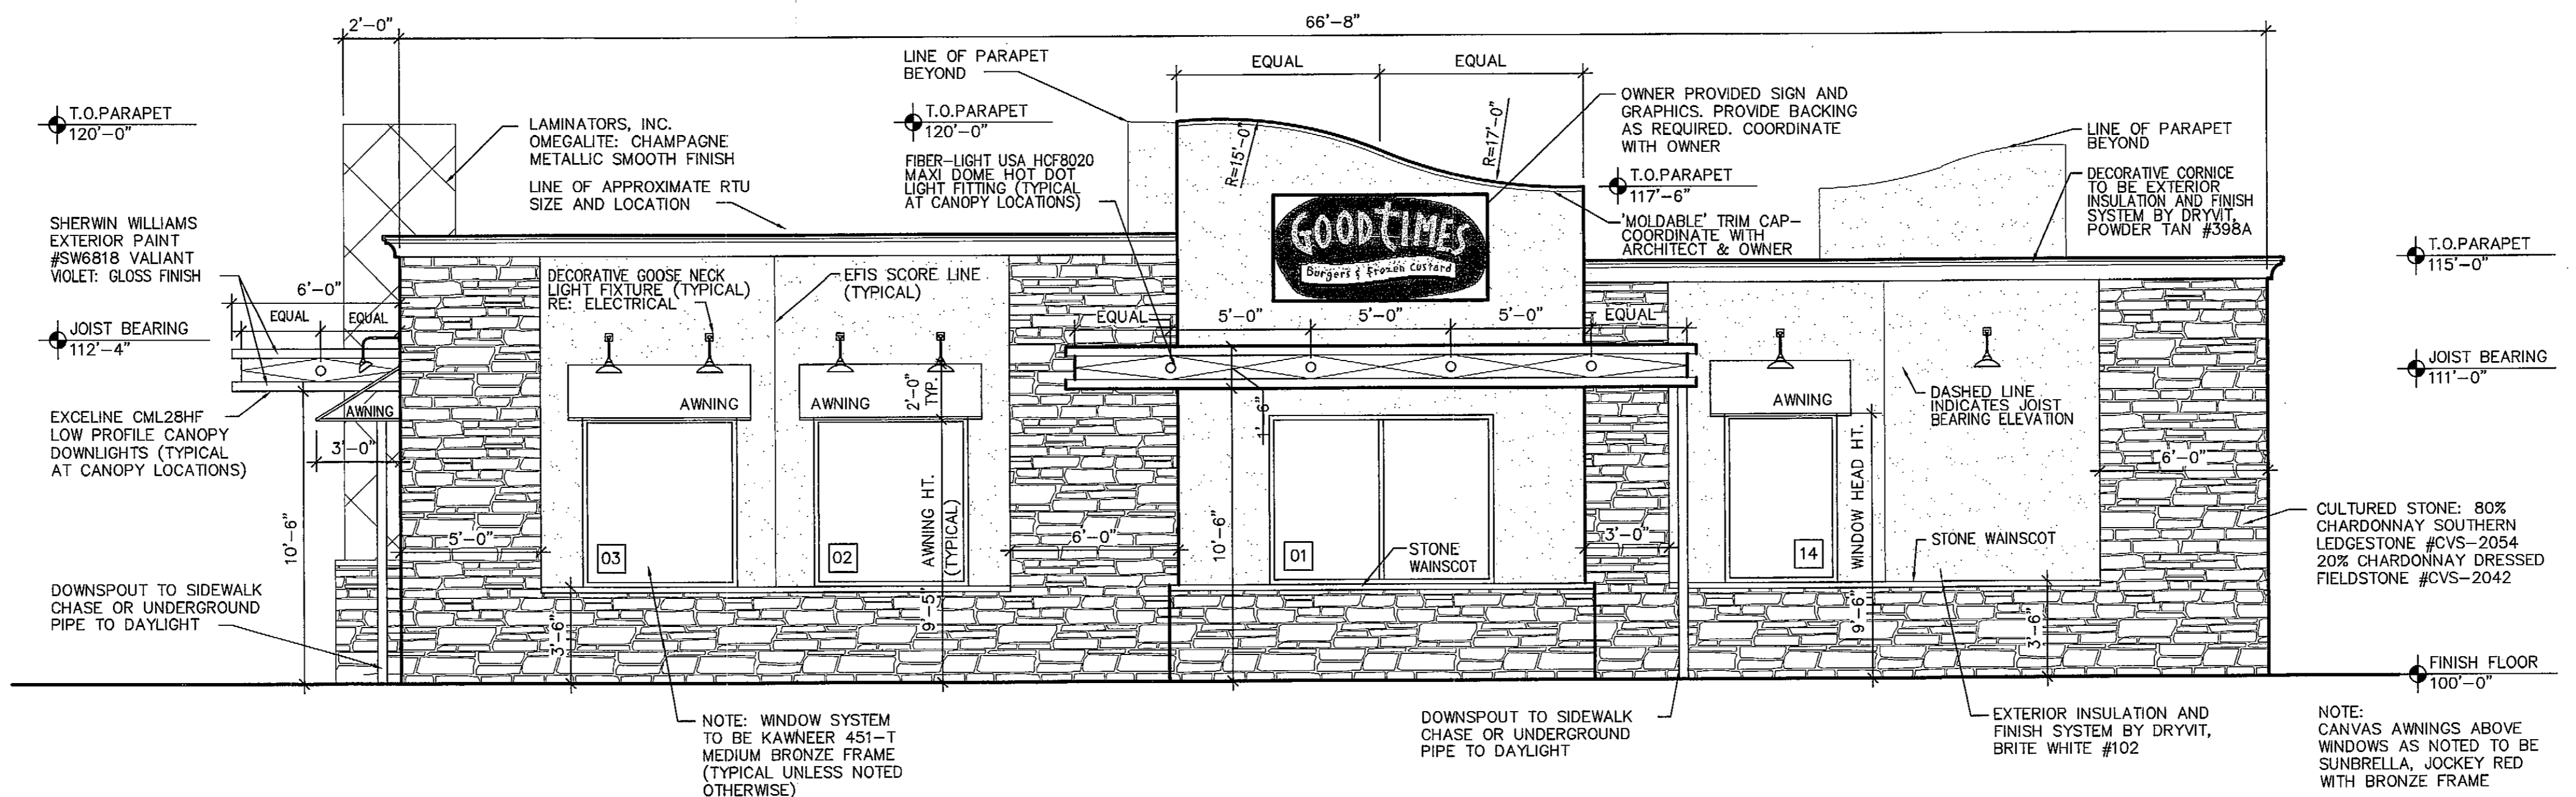 2'-0"
66'-8"
LINE OF PARAPET
BEYOND
EQUAL
EQUAL
T.O.PARAPET
120'-0"
LAMINATORS, INC.
OMEGALITE: CHAMPAGNE
METALLIC SMOOTH FINISH
LINE OF APPROXIMATE RTU
SIZE AND LOCATION
T.O.PARAPET
120'-0"
FIBER-LIGHT USA HCF8020
MAXI DOME HOT DOT
LIGHT FITTING (TYPICAL
AT CANOPY LOCATIONS)
R=15'-0"
R=17'-0"
OWNER PROVIDED SIGN AND
GRAPHICS. PROVIDE BACKING
AS REQUIRED. COORDINATE
WITH OWNER
T.O.PARAPET
117'-6"
'MOLDABLE' TRIM CAP-
COORDINATE WITH
ARCHITECT & OWNER
LINE OF PARAPET
BEYOND
DECORATIVE CORNICE
TO BE EXTERIOR
INSULATION AND FINISH
SYSTEM BY DRYVIT,
POWDER TAN #398A
T.O.PARAPET
115'-0"
SHERWIN WILLIAMS
EXTERIOR PAINT
#SW6818 VALIANT
VIOLET: GLOSS FINISH
6'-0"
EQUAL
EQUAL
JOIST BEARING
112'-4"
DECORATIVE GOOSE NECK
LIGHT FIXTURE (TYPICAL)
RE: ELECTRICAL
EFIS SCORE LINE
(TYPICAL)
GOODTIMES
Burgers & Frozen Custard
EQUAL
5'-0"
5'-0"
5'-0"
EQUAL
JOIST BEARING
111'-0"
EXCELINE CML28HF
LOW PROFILE CANOPY
DOWNLIGHTS (TYPICAL
AT CANOPY LOCATIONS)
AWNING
3'-0"
AWNING
AWNING
2'-0"
TYP.
1'-6"
AWNING
DASHED LINE
INDICATES JOIST
BEARING ELEVATION
6'-0"
10'-6"
5'-0"
03
02
AWNING HT.
(TYPICAL)
9'-5"
6'-0"
10'-6"
01
STONE
WAINSCOT
3'-0"
14
WINDOW HEAD HT.
9'-6"
STONE WAINSCOT
CULTURED STONE: 80%
CHARDONNAY SOUTHERN
LEDGESTONE #CVS-2054
20% CHARDONNAY DRESSED
FIELDSTONE #CVS-2042
DOWNSPOUT TO SIDEWALK
CHASE OR UNDERGROUND
PIPE TO DAYLIGHT
3'-6"
3'-6"
FINISH FLOOR
100'-0"
NOTE: WINDOW SYSTEM
TO BE KAWNEER 451-T
MEDIUM BRONZE FRAME
(TYPICAL UNLESS NOTED
OTHERWISE)
DOWNSPOUT TO SIDEWALK
CHASE OR UNDERGROUND
PIPE TO DAYLIGHT
EXTERIOR INSULATION AND
FINISH SYSTEM BY DRYVIT,
BRITE WHITE #102
NOTE:
CANVAS AWNINGS ABOVE
WINDOWS AS NOTED TO BE
SUNBRELLA, JOCKEY RED
WITH BRONZE FRAME